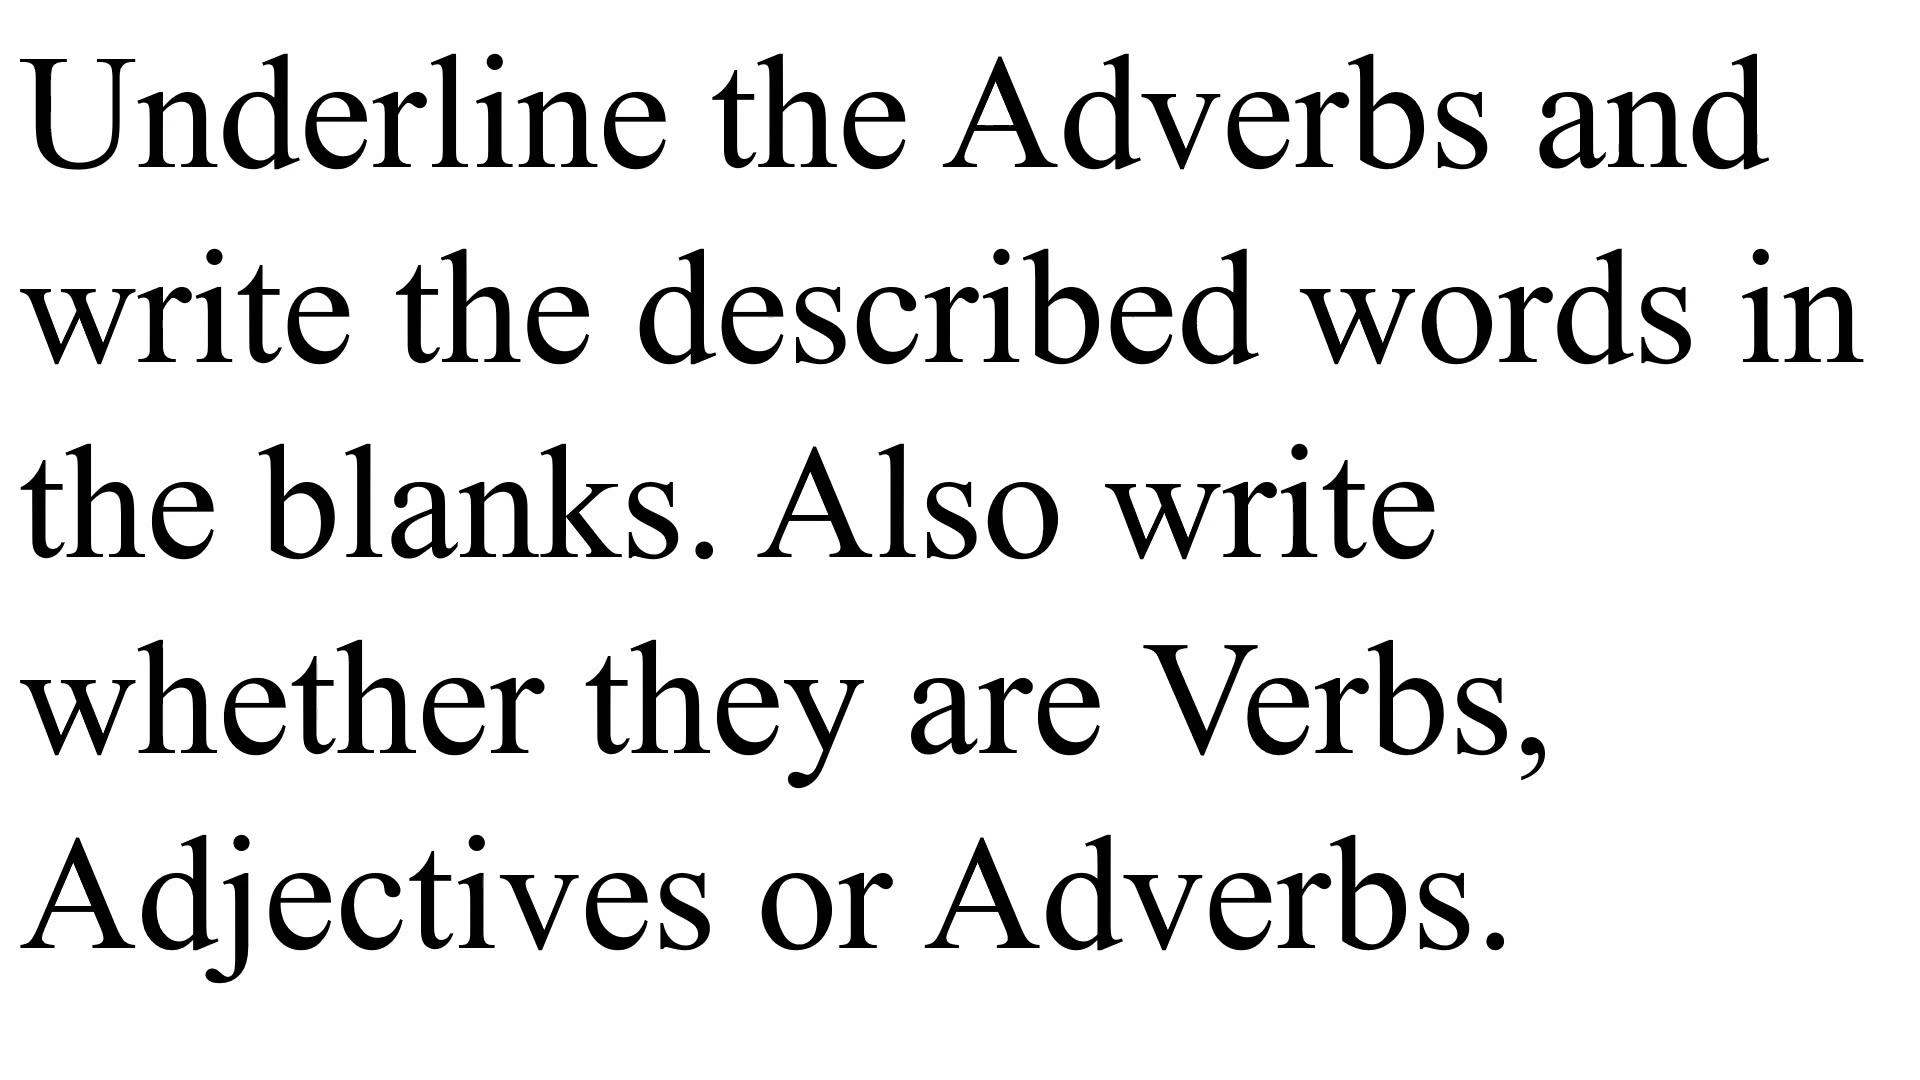 Underline the Adverbs and
write the described words in
the blanks. Also write
whether they are Verbs,
Adjectives or Adverbs.